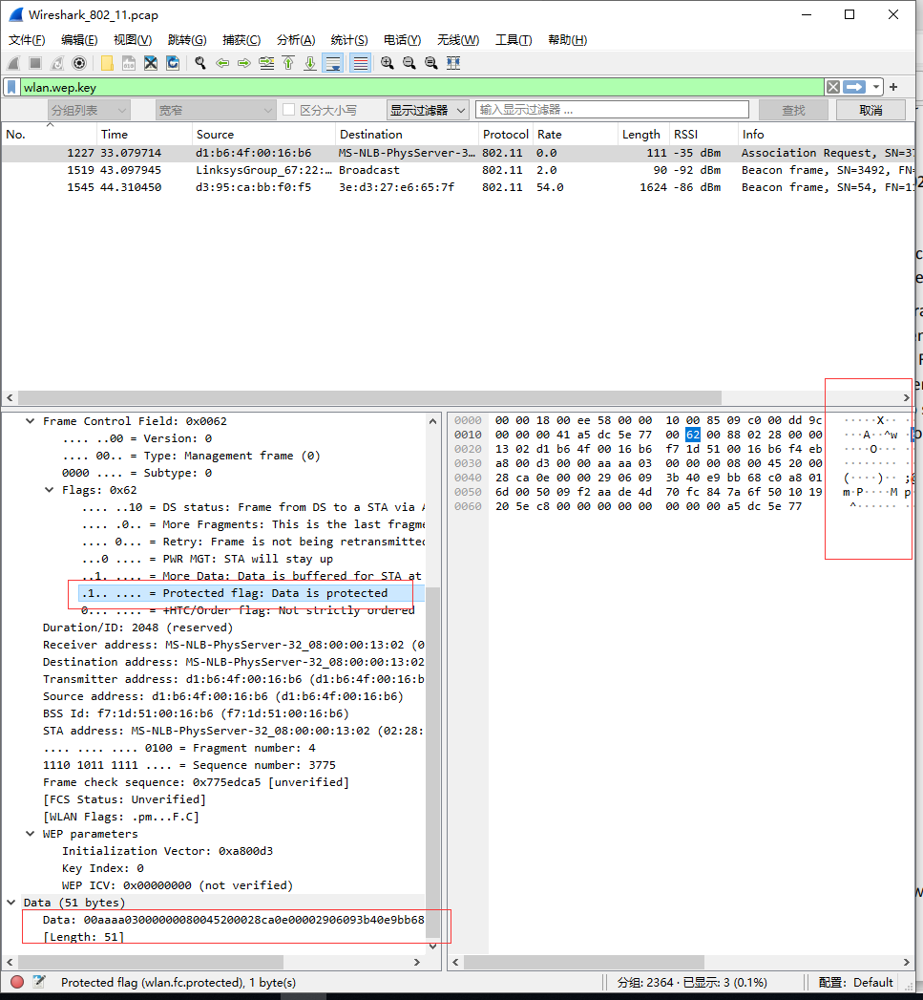 Wireshark_802_11.pcap
文件(F) 编辑(E) 视图(V) 跳转(G) 捕获(C) 分析(A) 统计(S) 电话(Y) 无线(W) 工具(T) 帮助(H)
wlan.wep.key
分组列表 宽窄 区分大小写 显示过滤器 输入显示过滤器 … 查找 取消
No. Time Source Destination Protocol Rate Length RSSI Info
1227 33.079714 d1:b6:4f:00:16:b6 MS-NLB-PhysServer-3… 802.11 0.0 111 -35 dBm Association Request, SN=37
1519 43.097945 LinksysGroup_67:22:… Broadcast 802.11 2.0 90 -92 dBm Beacon frame, SN=3492, FN=
1545 44.310450 d3:95:ca:bb:f0:f5 3e:d3:27:e6:65:7f 802.11 54.0 1624 -86 dBm Beacon frame, SN=54, FN=1
Frame Control Field: 0x0062
.... ..00 = Version: 0
.... 00.. = Type: Management frame (0)
0000 .... = Subtype: 0
Flags: 0x62
.... ..10 = DS status: Frame from DS to a STA via A
.... .0.. = More Fragments: This is the last fragme
.... 0... = Retry: Frame is not being retransmitted
...0 .... = PWR MGT: STA will stay up
..1. .... = More Data: Data is buffered for STA at
.1.. .... = Protected flag: Data is protected
0... .... = +HTC/Order flag: Not strictly ordered
Duration/ID: 2048 (reserved)
Receiver address: MS-NLB-PhysServer-32_08:00:00:13:02 (0
Destination address: MS-NLB-PhysServer-32_08:00:00:13:02
Transmitter address: d1:b6:4f:00:16:b6 (d1:b6:4f:00:16:b
Source address: d1:b6:4f:00:16:b6 (d1:b6:4f:00:16:b6)
BSS Id: f7:1d:51:00:16:b6 (f7:1d:51:00:16:b6)
STA address: MS-NLB-PhysServer-32_08:00:00:13:02 (02:28:
.... .... .... 0100 = Fragment number: 4
1110 1011 1111 .... = Sequence number: 3775
Frame check sequence: 0x775edca5 [unverified]
[FCS Status: Unverified]
[WLAN Flags: .pm...F.C]
WEP parameters
Initialization Vector: 0xa800d3
Key Index: 0
WEP ICV: 0x00000000 (not verified)
Data (51 bytes)
Data: 00aaaa0300000008004520002​8ca0e00002906093b40e9bb68
[Length: 51]
0000 00 00 18 00 ee 58 00 00 10 00 85 09 c0 00 dd 9c ·····X··
0010 00 00 00 41 a5 dc 5e 77 00 62 00 88 02 28 00 00 ···A··^w
0020 13 02 d1 b6 4f 00 16 b6 f7 1d 51 00 16 b6 f4 eb ····O···
0030 a8 00 d3 00 00 aa aa 03 00 00 00 08 00 45 20 00 ········
0040 28 ca 0e 00 00 29 06 09 3b 40 e9 bb 68 c0 a8 01 (····)·· ;@
0050 6d 00 50 09 f2 aa de 4d 70 fc 84 7a 6f 50 10 19 m·P····M p
0060 20 5e c8 00 00 00 00 00 00 00 00 a5 dc 5e 77 ^······
Protected flag (wlan.fc.protected), 1 byte(s) 分组: 2364 · 已显示: 3 (0.1%) 配置: Default